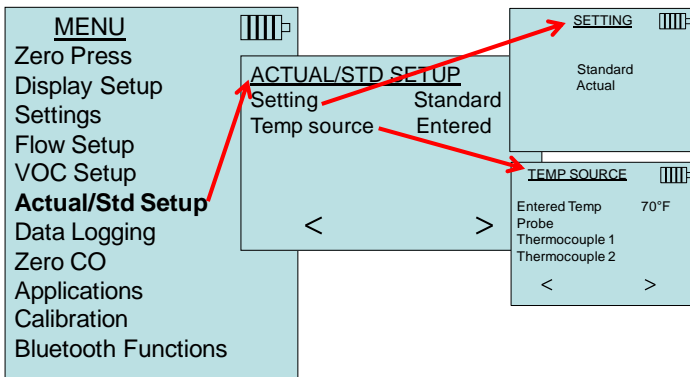 MENU
Zero Press
Display Setup
Settings
Flow Setup
VOC Setup
Actual/Std Setup
Data Logging
Zero CO
Applications
Calibration
Bluetooth Functions
ACTUAL/STD SETUP
Setting Standard
Temp source Entered
< >
SETTING
Standard
Actual
TEMP SOURCE
Entered Temp 70°F
Probe
Thermocouple 1
Thermocouple 2
< >